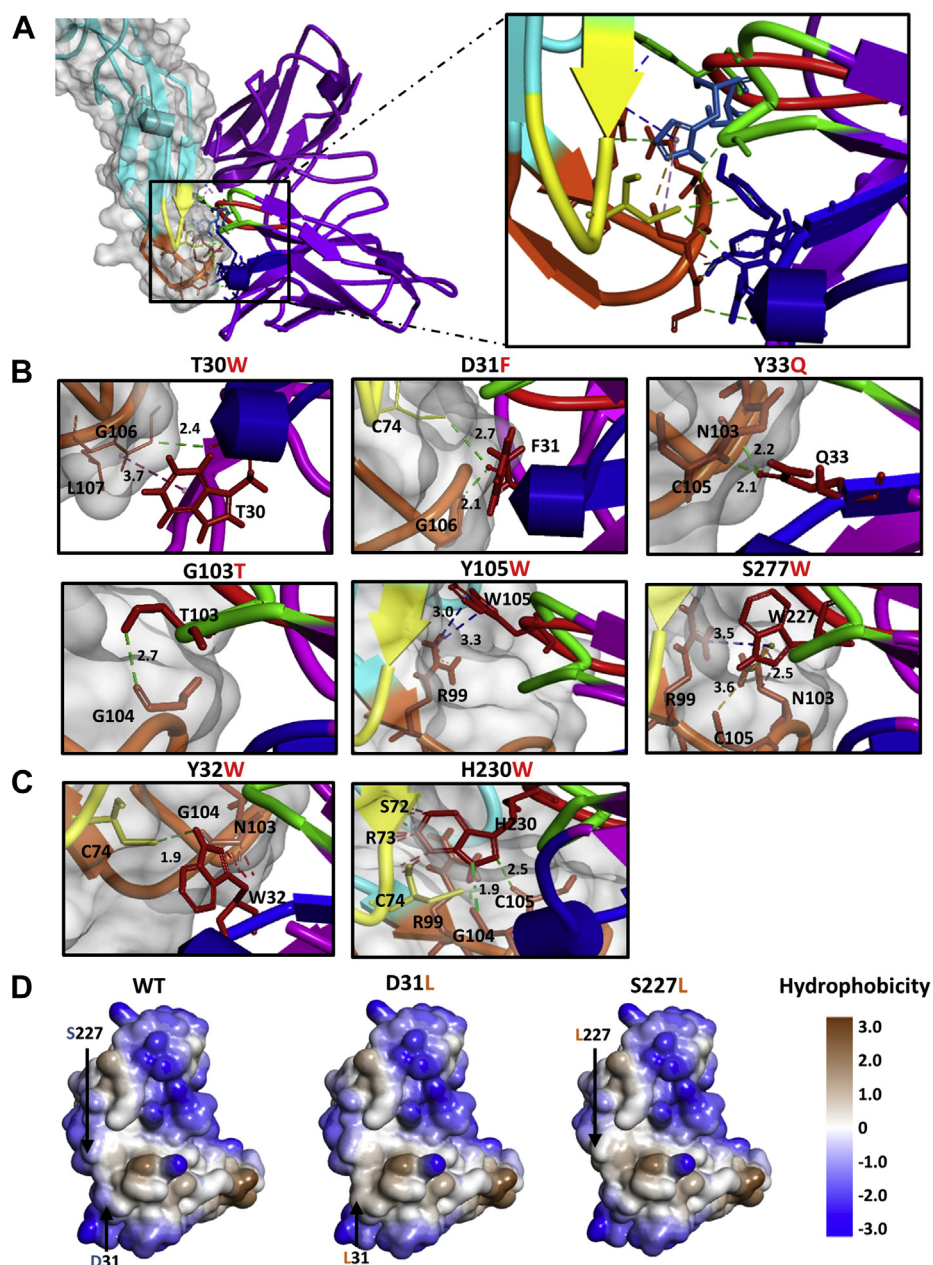 A
B
T30W
D31F
Y33Q
G106
2.4
3.7
L107
T30
C74
2.7
F31
2.1
G106
N103
2.2
Q33
C105
2.1
G103T
Y105W
S277W
T103
2.7
G104
W105
3.0
3.3
R99
W227
3.5
2.5
3.6
R99
N103
C105
C
Y32W
H230W
G104
N103
C74
1.9
W32
S72
H230
R73
2.5
1.9
C74
C105
R99
G104
D
WT
D31L
S227L
Hydrophobicity
S227
L227
3.0
2.0
1.0
0
-1.0
-2.0
-3.0
D31
L31